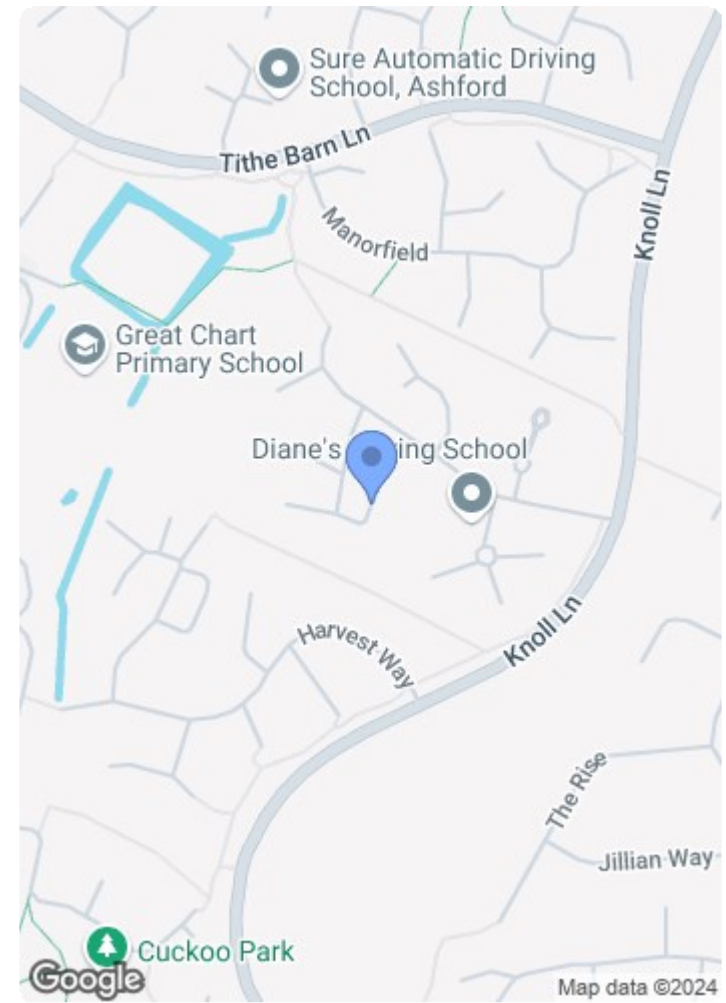 Sure Automatic Driving
School, Ashford
Tithe Barn Ln
Knoll Ln
Manorfield
Great Chart
Primary School
Diane's ing School
Knoll Ln
Harvest Way
The Rise
Jillian Way
Cuckoo Park
Google
Map data ©2024